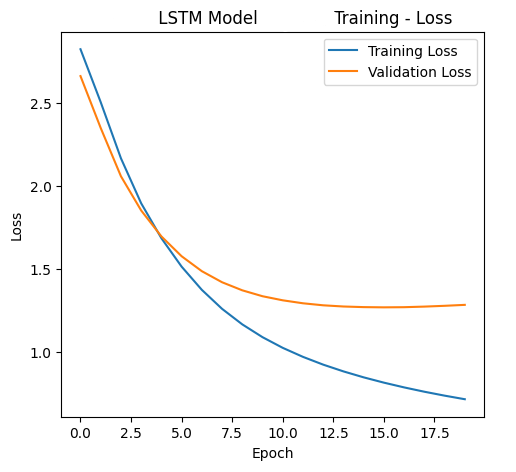 LSTM Model Training - Loss
Training Loss
Validation Loss
2.5
2.0
1.5
1.0
Loss
0.0 2.5 5.0 7.5 10.0 12.5 15.0 17.5
Epoch